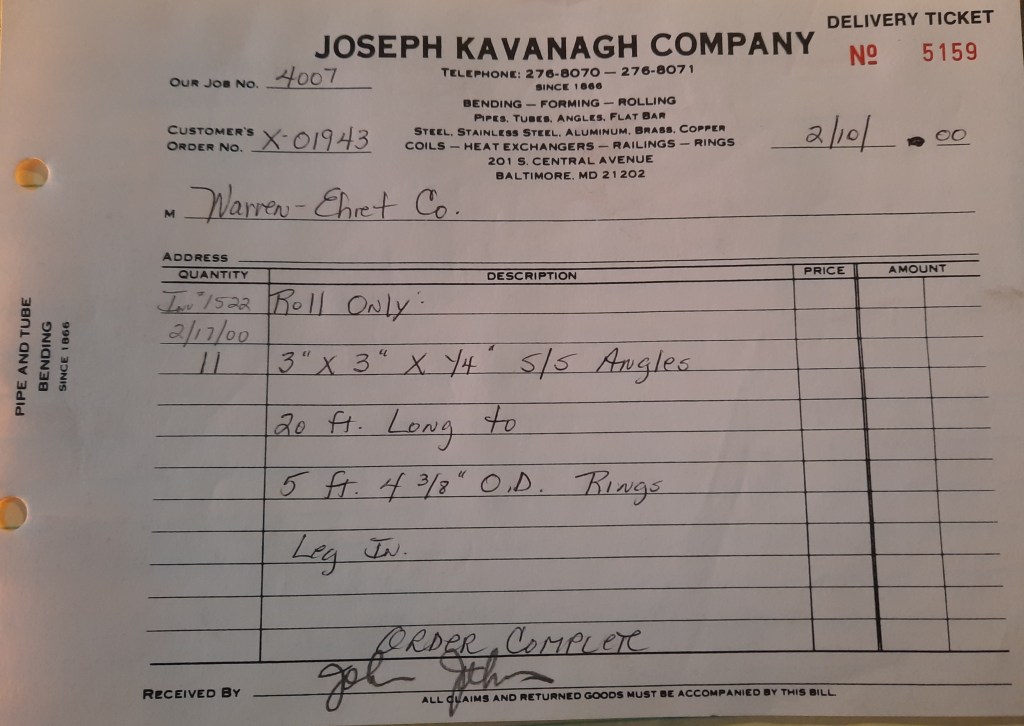 DELIVERY TICKET
JOSEPH KAVANAGH COMPANY
Nº 5159
TELEPHONE: 276-8070 — 276-8071
SINCE 1866
OUR JOB NO. 4007
BENDING — FORMING — ROLLING
PIPES, TUBES, ANGLES, FLAT BAR
STEEL, STAINLESS STEEL, ALUMINUM, BRASS, COPPER
COILS — HEAT EXCHANGERS — RAILINGS — RINGS
201 S. CENTRAL AVENUE
BALTIMORE, MD 21202
CUSTOMER'S
ORDER NO. X-01943
2/10/ 00
M Warren-Ehret Co.
ADDRESS
QUANTITY DESCRIPTION PRICE AMOUNT
Inv # 1522 Roll Only:
2/17/00
11 3" X 3" X 1/4" S/S Angles
20 ft. Long to
5 ft. 4 3/8" O.D. Rings
Leg In.
ORDER COMPLETE
RECEIVED BY John
ALL CLAIMS AND RETURNED GOODS MUST BE ACCOMPANIED BY THIS BILL
PIPE AND TUBE
BENDING
SINCE 1866